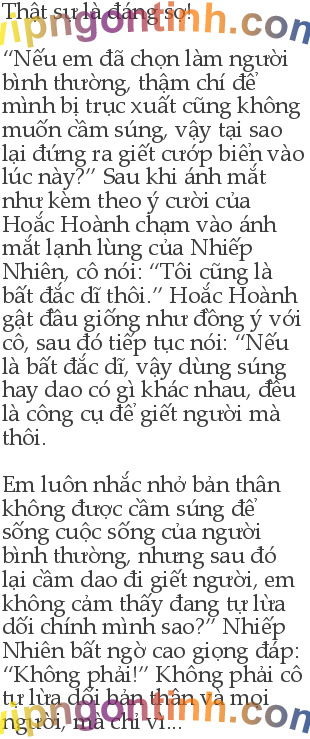 Thật sự là đáng sợ!
vipngontinh.com
“Nếu em đã chọn làm người
bình thường, thậm chí để
mình bị trục xuất cũng không
muốn cầm súng, vậy tại sao
lại đứng ra giết cướp biển vào
lúc này?” Sau khi ánh mắt
như kèm theo ý cười của
Hoắc Hoành chạm vào ánh
mắt lạnh lùng của Nhiếp
Nhiên, cô nói: “Tôi cũng là
bất đắc dĩ thôi.” Hoắc Hoành
gật đầu giống như đồng ý với
cô, sau đó tiếp tục nói: “Nếu
là bất đắc dĩ, vậy dùng súng
hay dao có gì khác nhau, đều
là công cụ để giết người mà
thôi.
Em luôn nhắc nhở bản thân
không được cầm súng để
sống cuộc sống của người
bình thường, nhưng sau đó
lại cầm dao đi giết người, em
không cảm thấy đang tự lừa
dối chính mình sao?” Nhiếp
Nhiên bất ngờ cao giọng đáp:
“Không phải!” Không phải cô
tự lừa dối bản thân và mọi
người, mà chỉ vì...
vipngontinh.com